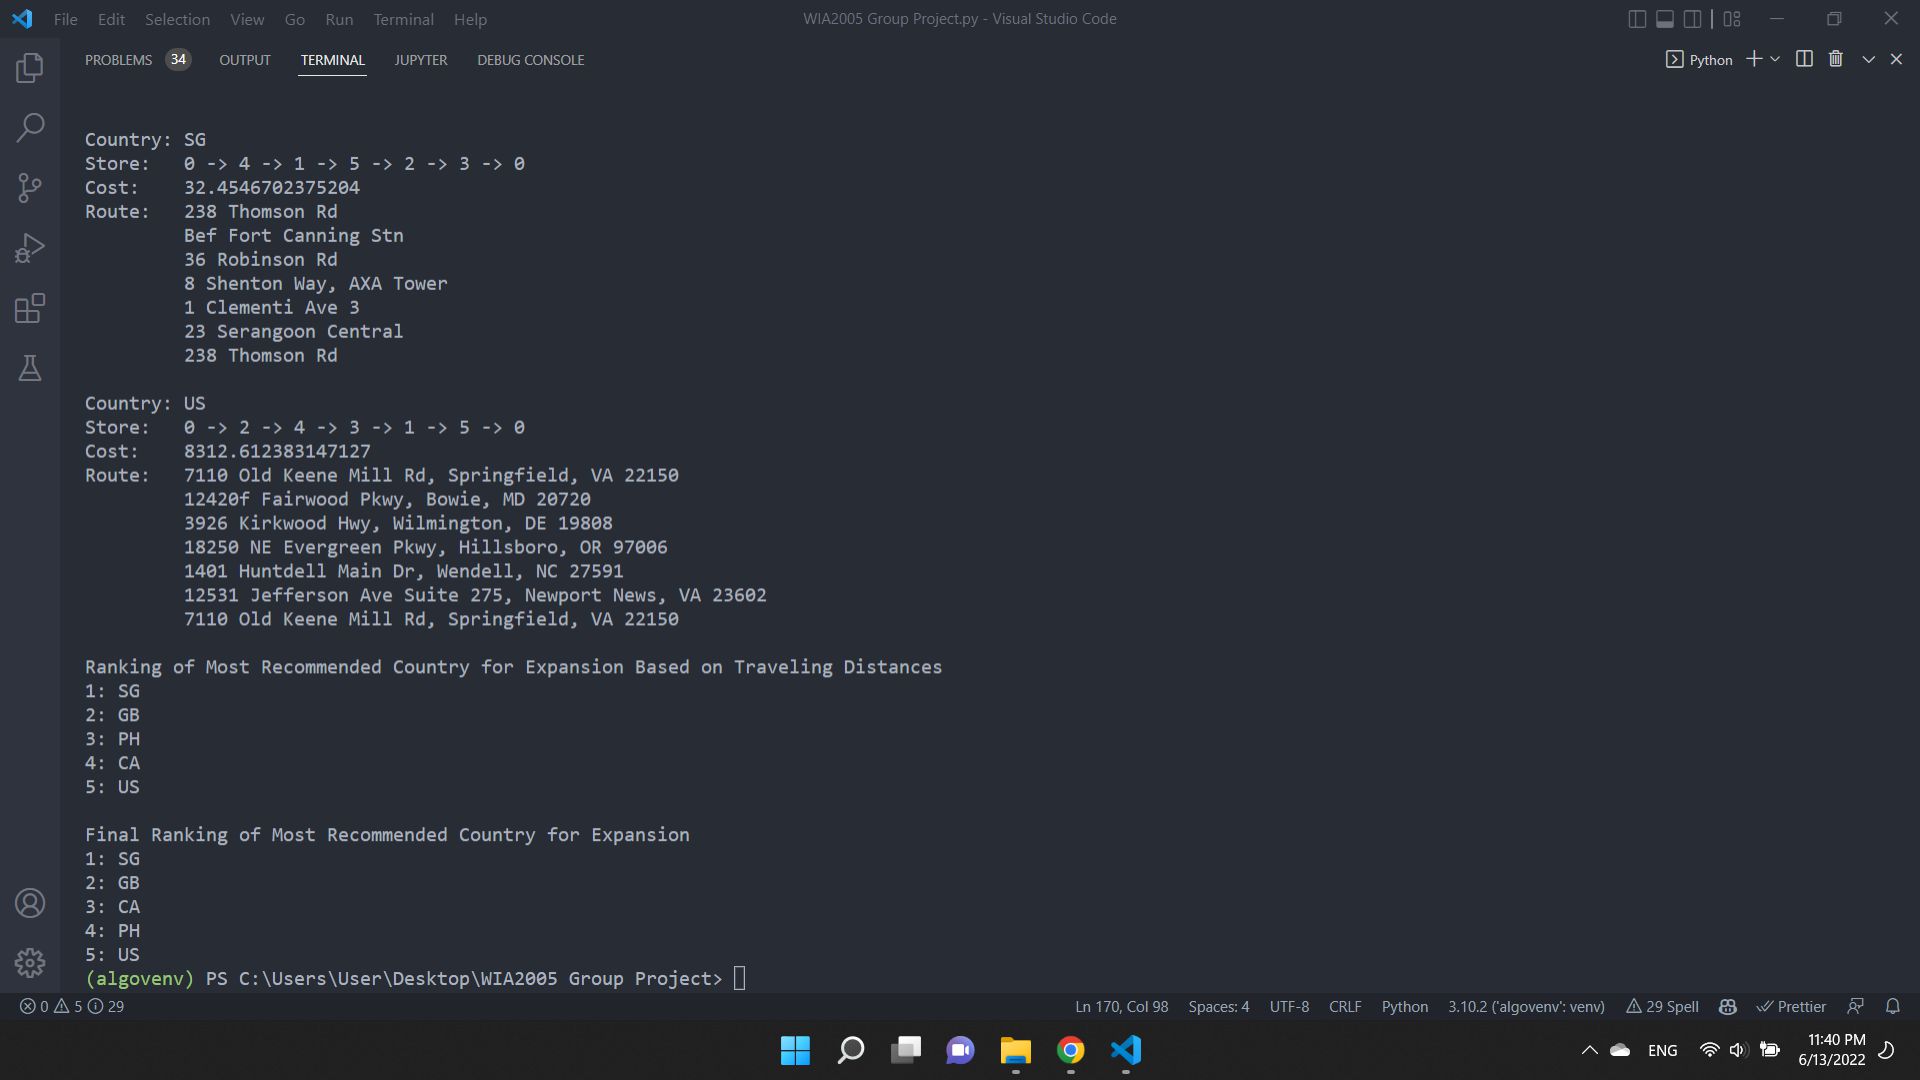 File Edit Selection View Go Run Terminal Help
WIA2005 Group Project.py - Visual Studio Code
PROBLEMS 34 OUTPUT TERMINAL JUPYTER DEBUG CONSOLE
Python
Country: SG
Store: 0 -> 4 -> 1 -> 5 -> 2 -> 3 -> 0
Cost: 32.4546702375204
Route: 238 Thomson Rd
Bef Fort Canning Stn
36 Robinson Rd
8 Shenton Way, AXA Tower
1 Clementi Ave 3
23 Serangoon Central
238 Thomson Rd
Country: US
Store: 0 -> 2 -> 4 -> 3 -> 1 -> 5 -> 0
Cost: 8312.612383147127
Route: 7110 Old Keene Mill Rd, Springfield, VA 22150
12420f Fairwood Pkwy, Bowie, MD 20720
3926 Kirkwood Hwy, Wilmington, DE 19808
18250 NE Evergreen Pkwy, Hillsboro, OR 97006
1401 Huntdell Main Dr, Wendell, NC 27591
12531 Jefferson Ave Suite 275, Newport News, VA 23602
7110 Old Keene Mill Rd, Springfield, VA 22150
Ranking of Most Recommended Country for Expansion Based on Traveling Distances
1: SG
2: GB
3: PH
4: CA
5: US
Final Ranking of Most Recommended Country for Expansion
1: SG
2: GB
3: CA
4: PH
5: US
(algovenv) PS C:\Users\User\Desktop\WIA2005 Group Project>
0 5 29
Ln 170, Col 98 Spaces: 4 UTF-8 CRLF Python 3.10.2 ('algovenv': venv) 29 Spell Prettier
ENG
11:40 PM
6/13/2022